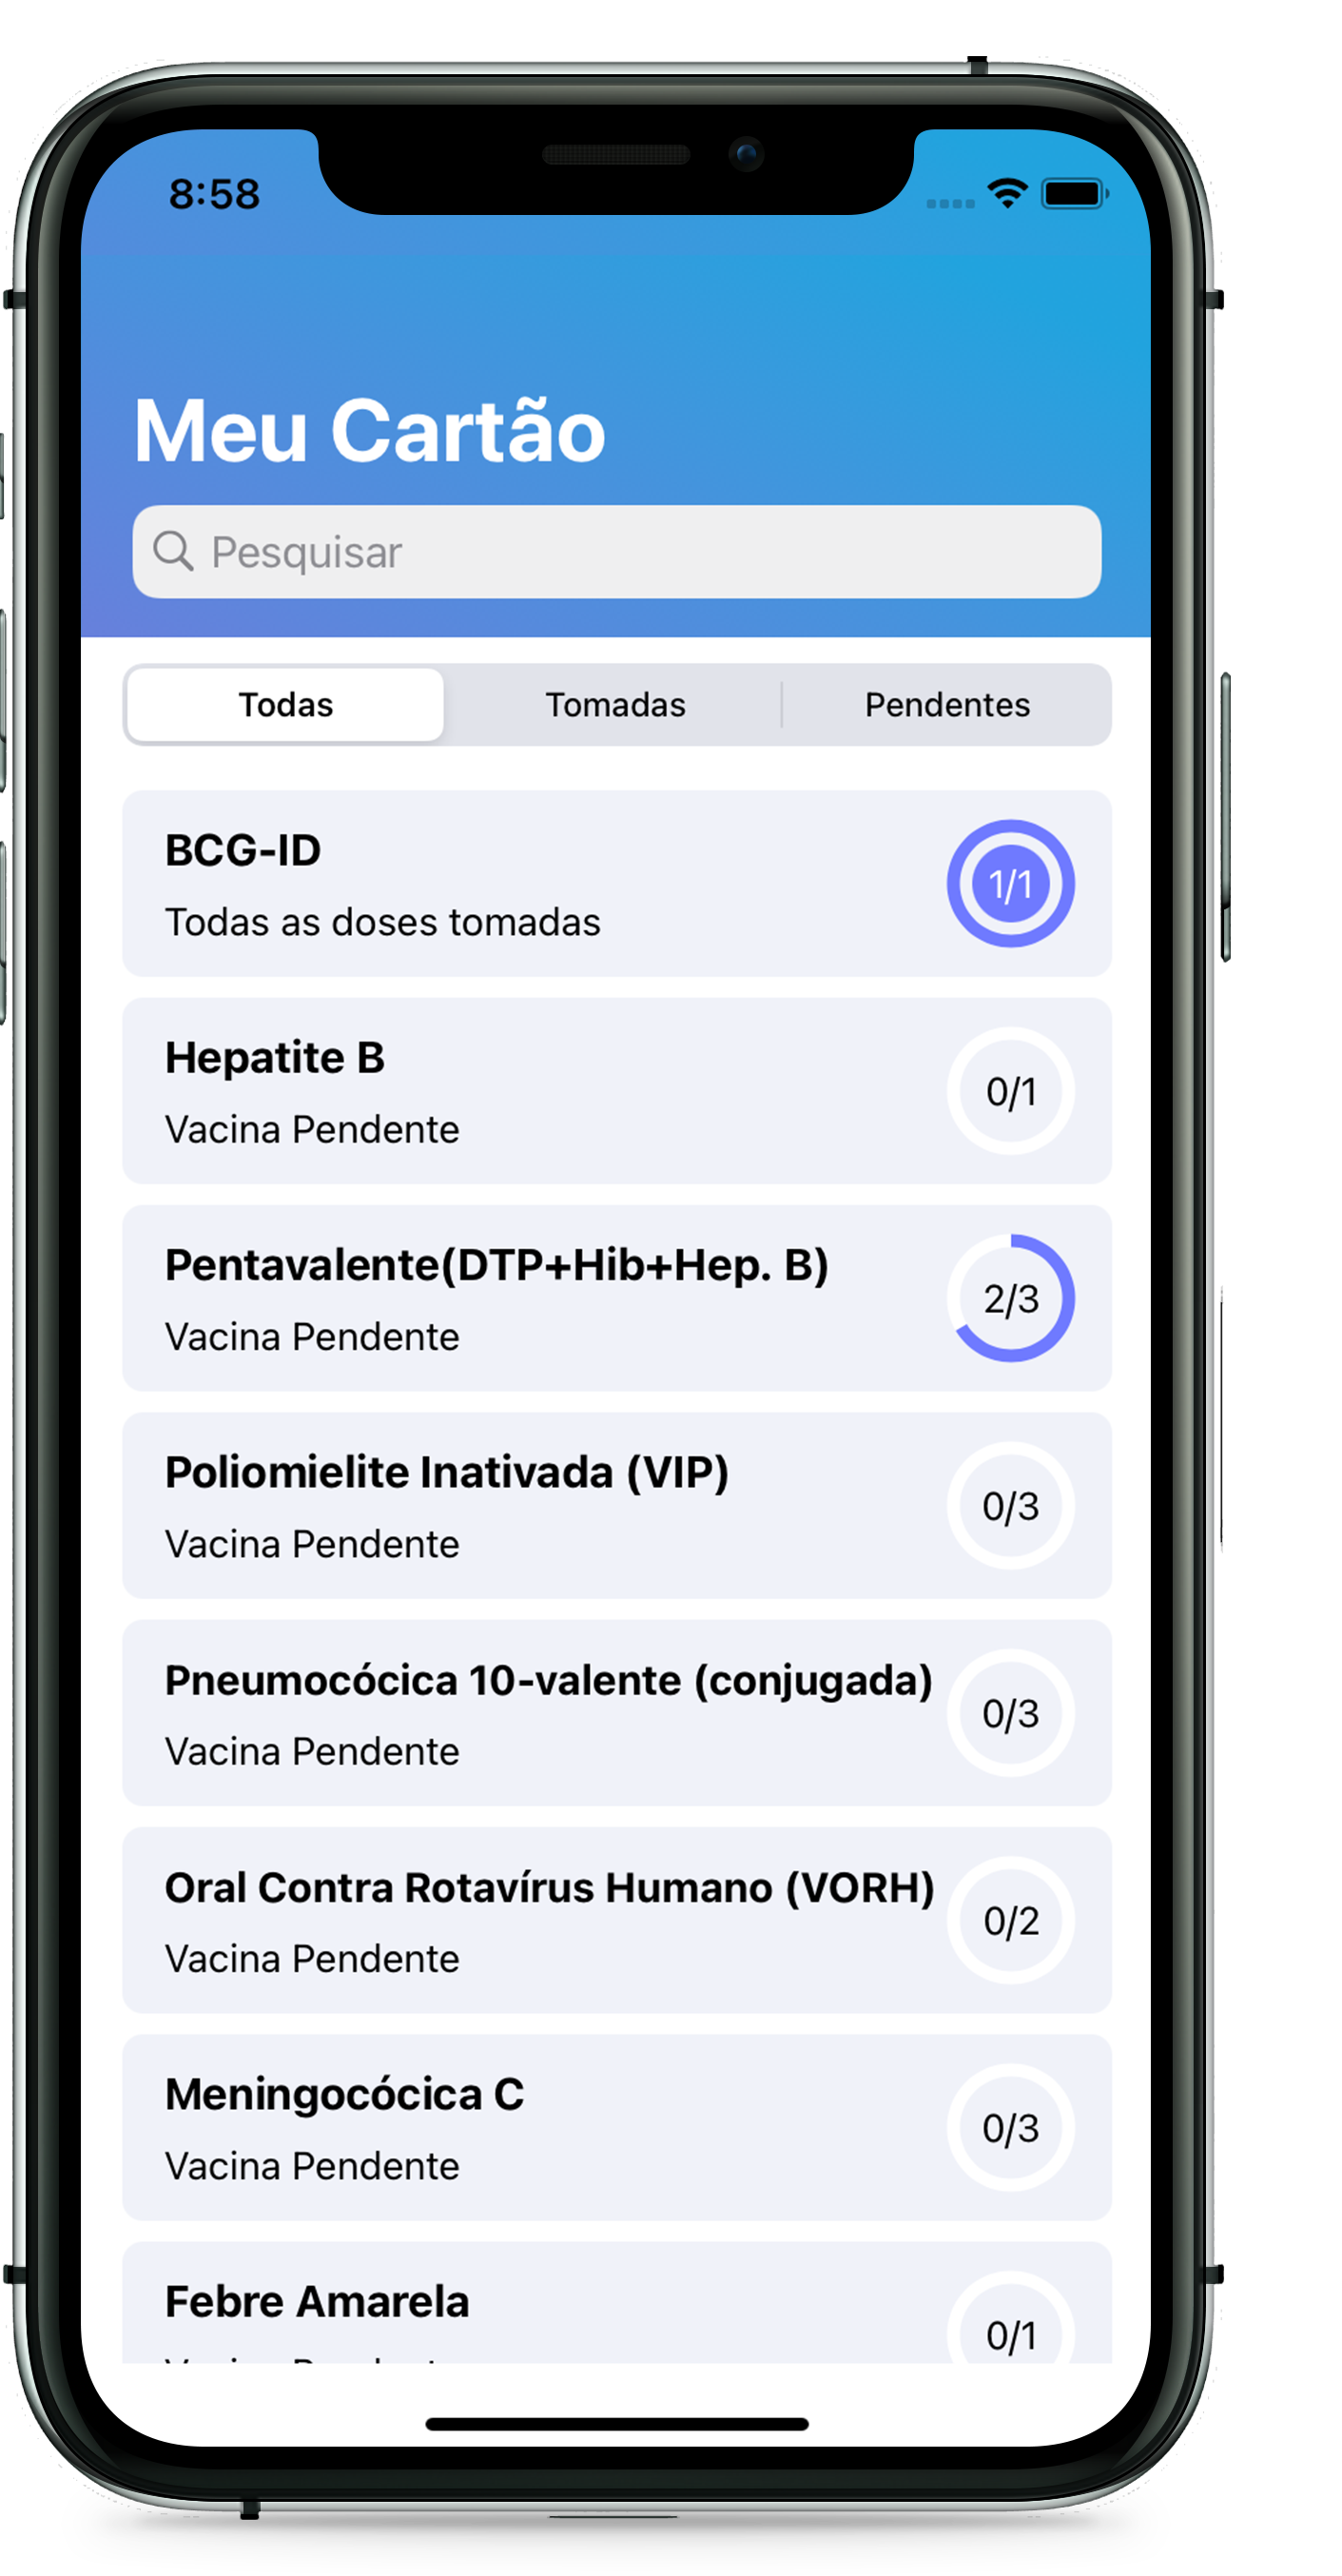 8:58
Meu Cartão
Pesquisar
Todas Tomadas Pendentes
BCG-ID
Todas as doses tomadas
1/1
Hepatite B
Vacina Pendente
0/1
Pentavalente(DTP+Hib+Hep. B)
Vacina Pendente
2/3
Poliomielite Inativada (VIP)
Vacina Pendente
0/3
Pneumocócica 10-valente (conjugada)
Vacina Pendente
0/3
Oral Contra Rotavírus Humano (VORH)
Vacina Pendente
0/2
Meningocócica C
Vacina Pendente
0/3
Febre Amarela
0/1